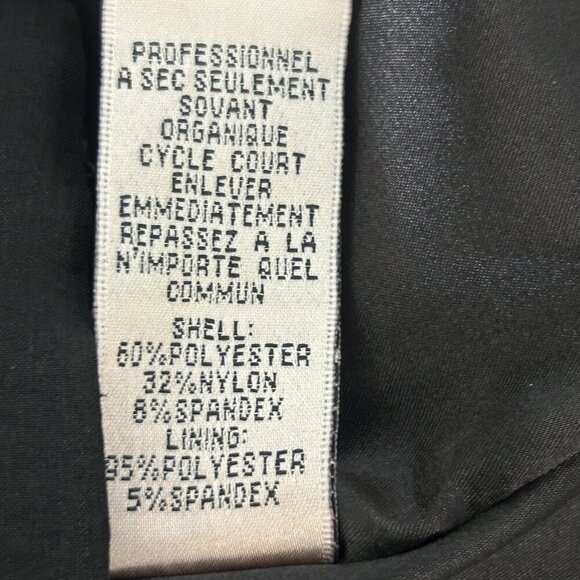 PROFESSIONNEL
A SEC SEULEMENT
SOVANT
ORGANIQUE
CYCLE COURT
ENLEVER
EMMEDIATEMENT
REPASSEZ A LA
N'IMPORTE QUEL
COMMUN
SHELL:
60%POLYESTER
32%NYLON
8%SPANDEX
LINING:
95%POLYESTER
5%SPANDEX